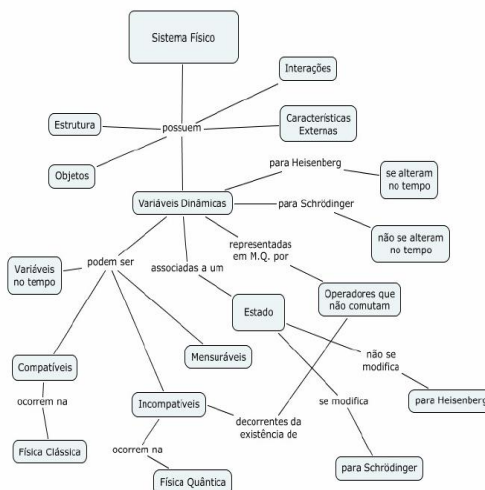 Sistema Físico
Interações
Estrutura
possuem
Características
Externas
Objetos
para Heisenberg
se alteram
no tempo
Variáveis Dinâmicas
para Schrödinger
não se alteram
no tempo
representadas
em M.Q. por
podem ser
associadas a um
Variáveis
no tempo
Operadores que
não comutam
Estado
Mensuráveis
não se
modifica
Compatíveis
para Heisenberg
ocorrem na
Incompatíveis
se modifica
decorrentes da
existência de
Física Clássica
ocorrem na
para Schrödinger
Física Quântica